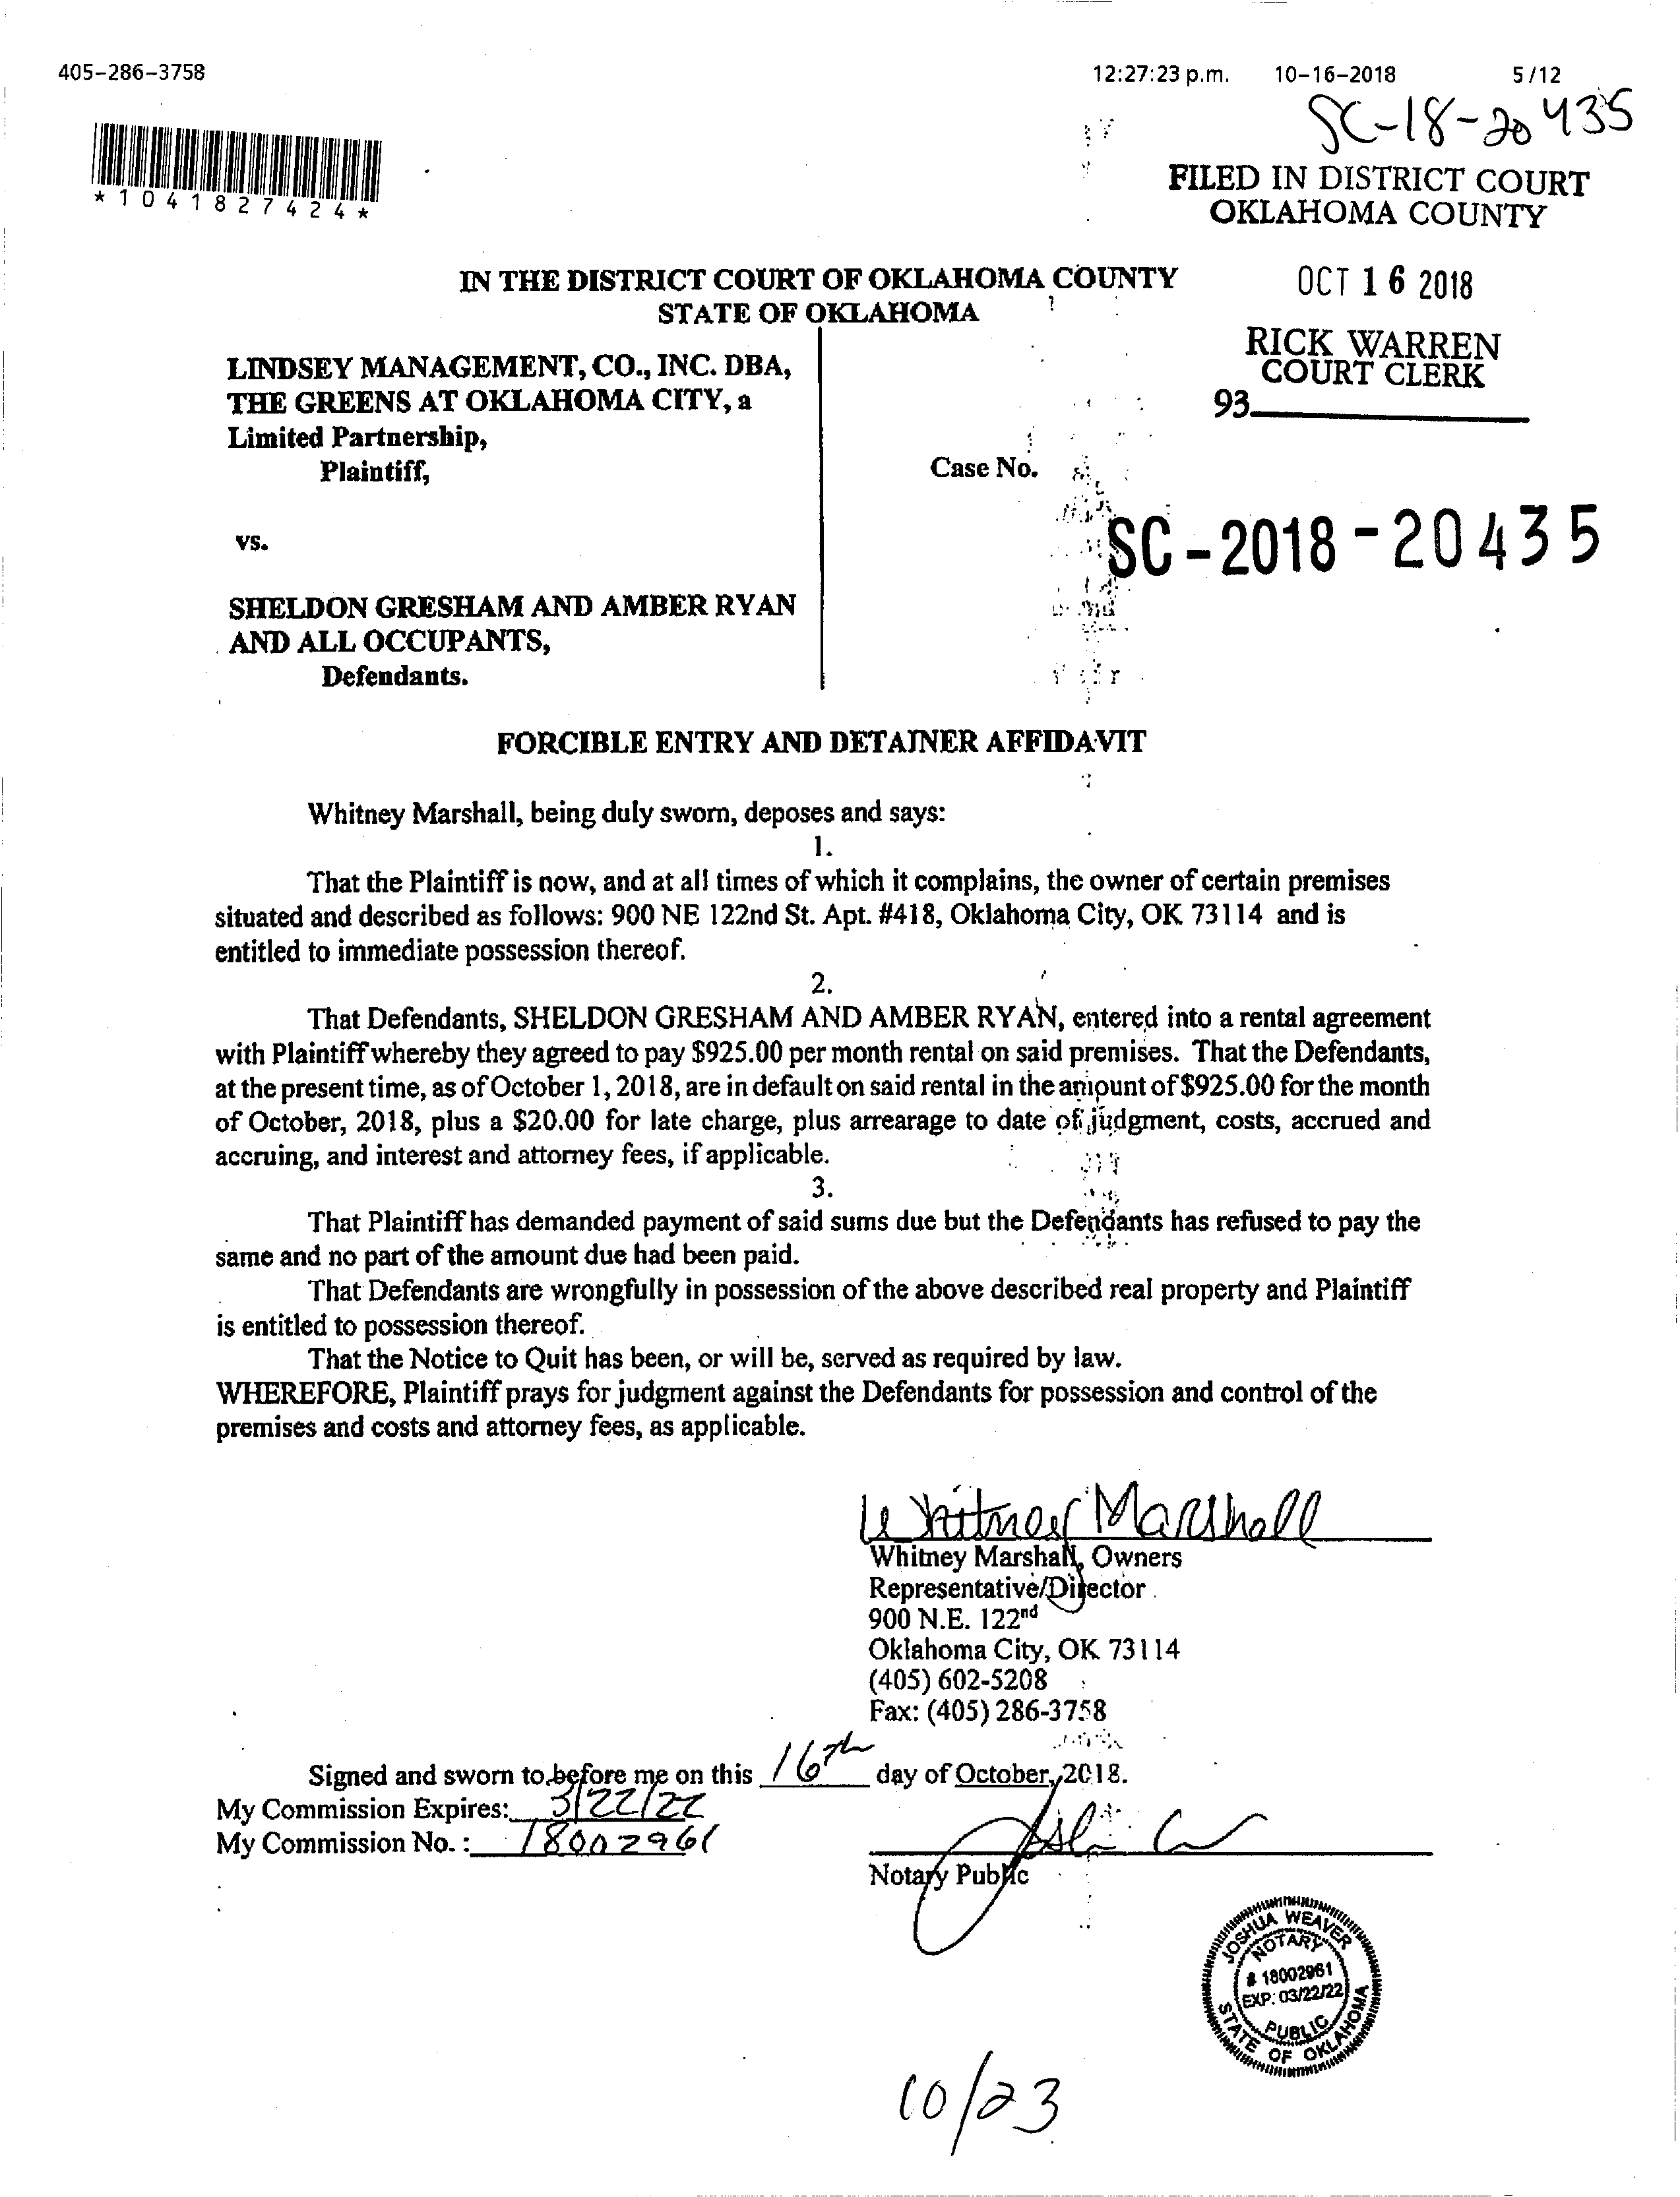 405-286-3758 12:27:23 p.m. 10-16-2018 5/12
SC-18-20435
*1041827424*
FILED IN DISTRICT COURT
OKLAHOMA COUNTY
IN THE DISTRICT COURT OF OKLAHOMA COUNTY
STATE OF OKLAHOMA
OCT 16 2018
RICK WARREN
COURT CLERK
93
LINDSEY MANAGEMENT, CO., INC. DBA,
THE GREENS AT OKLAHOMA CITY, a
Limited Partnership,
Plaintiff,
Case No.
SC-2018-20435
vs.
SHELDON GRESHAM AND AMBER RYAN
AND ALL OCCUPANTS,
Defendants.
FORCIBLE ENTRY AND DETAINER AFFIDAVIT
Whitney Marshall, being duly sworn, deposes and says:
1.
That the Plaintiff is now, and at all times of which it complains, the owner of certain premises
situated and described as follows: 900 NE 122nd St. Apt. #418, Oklahoma City, OK 73114 and is
entitled to immediate possession thereof.
2.
That Defendants, SHELDON GRESHAM AND AMBER RYAN, entered into a rental agreement
with Plaintiff whereby they agreed to pay $925.00 per month rental on said premises. That the Defendants,
at the present time, as of October 1, 2018, are in default on said rental in the amount of $925.00 for the month
of October, 2018, plus a $20.00 for late charge, plus arrearage to date of judgment, costs, accrued and
accruing, and interest and attorney fees, if applicable.
3.
That Plaintiff has demanded payment of said sums due but the Defendants has refused to pay the
same and no part of the amount due had been paid.
That Defendants are wrongfully in possession of the above described real property and Plaintiff
is entitled to possession thereof.
That the Notice to Quit has been, or will be, served as required by law.
WHEREFORE, Plaintiff prays for judgment against the Defendants for possession and control of the
premises and costs and attorney fees, as applicable.
Whitney Marshall
Whitney Marshall, Owners
Representative/Director
900 N.E. 122nd
Oklahoma City, OK 73114
(405) 602-5208
Fax: (405) 286-3758
Signed and sworn to before me on this 16th day of October, 2018.
My Commission Expires: 3/22/22
My Commission No. : 18002961
Notary Public
JOSHUA WEAVER
NOTARY
# 18002961
EXP: 03/22/22
PUBLIC
STATE OF OKLAHOMA
10/23